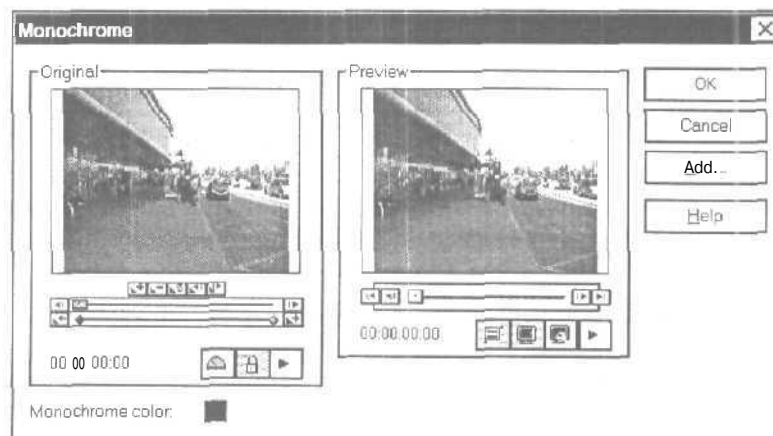 Monochrome
Original
Preview
OK
Cancel
Add...
Help
00 00 00:00
00:00:00:00
Monochrome color: